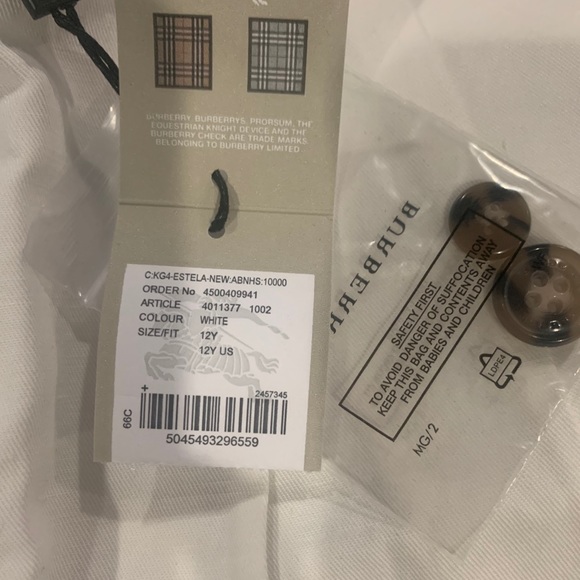 BURBERRY, BURBERRYS, PRORSUM, THE
EQUESTRIAN KNIGHT DEVICE AND THE
BURBERRY CHECK ARE TRADE MARKS
BELONGING TO BURBERRY LIMITED
C:KG4-ESTELA-NEW:ABNHS:10000
ORDER No 4500409941
ARTICLE 4011377 1002
COLOUR WHITE
SIZE/FIT 12Y
12Y US
+
2457345
66C
5045493296559
BURBERR
SAFETY FIRST
TO AVOID DANGER OF SUFFOCATION
KEEP THIS BAG AND CONTENTS AWAY
FROM BABIES AND CHILDREN
LDPE4
MG/2